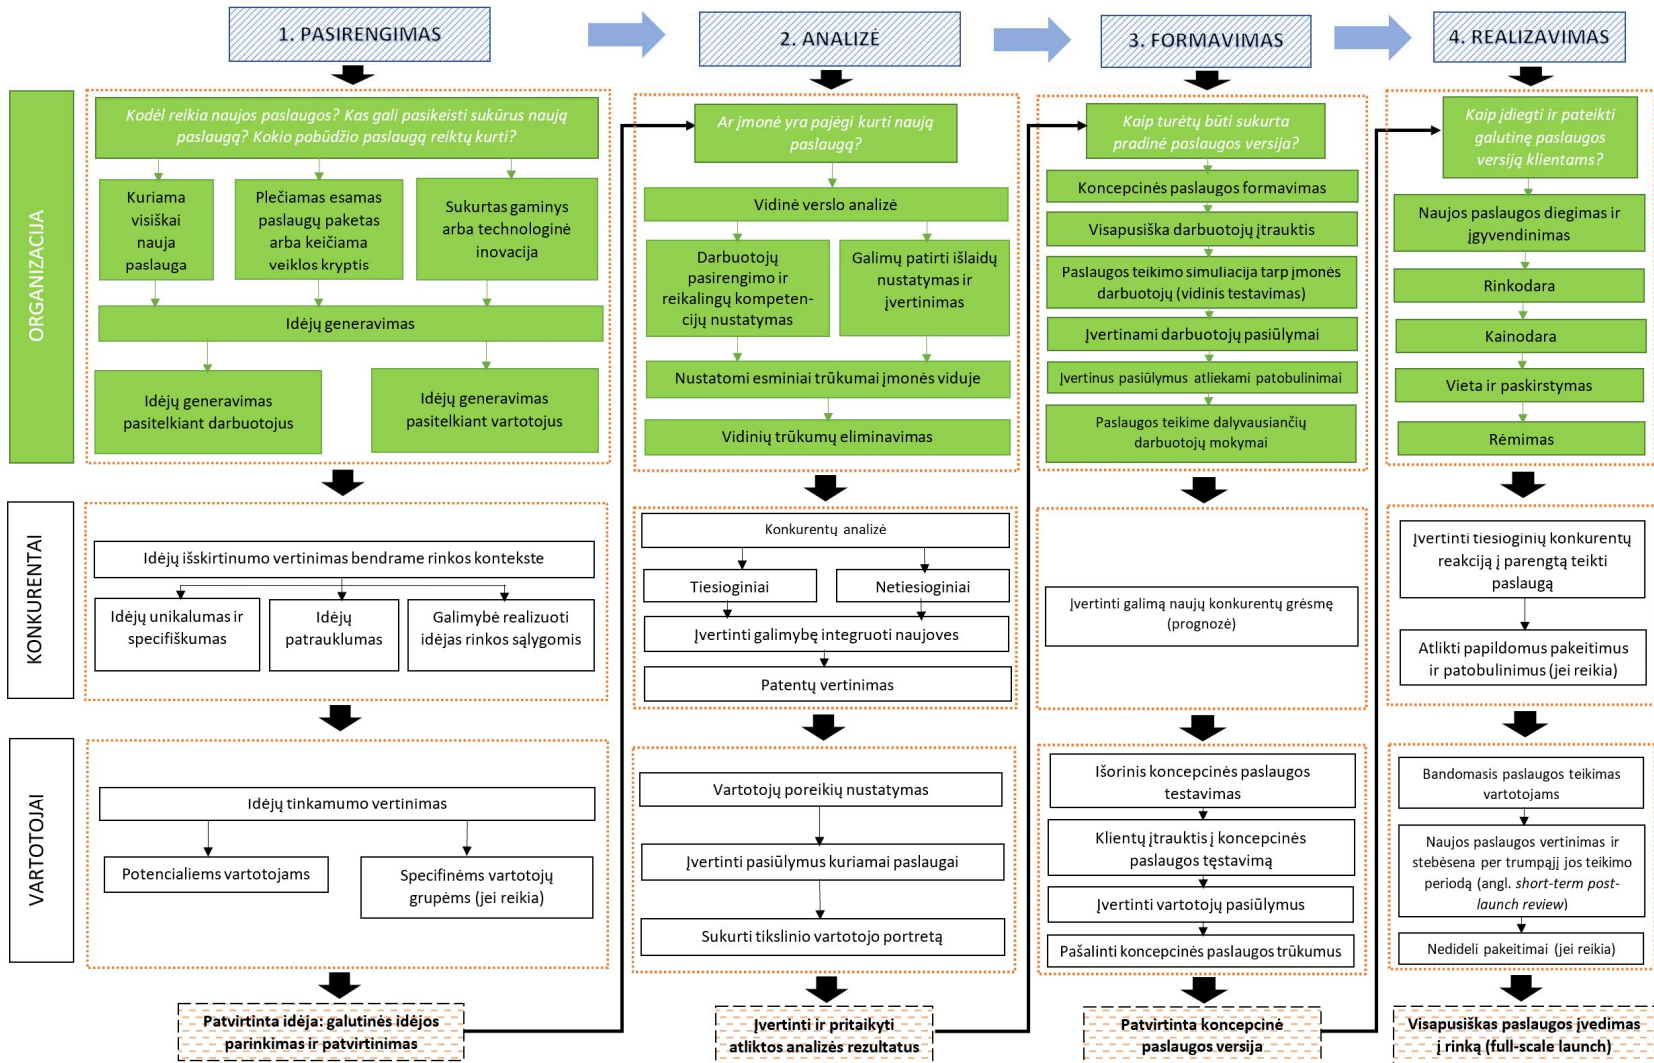 1. PASIRENGIMAS
2. ANALIZĖ
3. FORMAVIMAS
4. REALIZAVIMAS
ORGANIZACIJA
Kodėl reikia naujos paslaugos? Kas gali pasikeisti sukūrus naują
paslaugą? Kokio pobūdžio paslaugą reiktų kurti?
Kuriama
visiškai
nauja
paslauga
Plečiamas esamas
paslaugų paketas
arba keičiama
veiklos kryptis
Sukurtas gaminys
arba technologinė
inovacija
Idėjų generavimas
Idėjų generavimas
pasitelkiant darbuotojus
Idėjų generavimas
pasitelkiant vartotojus
Ar įmonė yra pajėgi kurti naują
paslaugą?
Vidinė verslo analizė
Darbuotojų
pasirengimo ir
reikalingų kompeten-
cijų nustatymas
Galimų patirti išlaidų
nustatymas ir
įvertinimas
Nustatomi esminiai trūkumai įmonės viduje
Vidinių trūkumų eliminavimas
Kaip turėtų būti sukurta
pradinė paslaugos versija?
Koncepcinės paslaugos formavimas
Visapusiška darbuotojų įtrauktis
Paslaugos teikimo simuliacija tarp įmonės
darbuotojų (vidinis testavimas)
Įvertinami darbuotojų pasiūlymai
Įvertinus pasiūlymus atliekami patobulinimai
Paslaugos teikime dalyvausiančių
darbuotojų mokymai
Kaip įdiegti ir pateikti
galutinę paslaugos
versiją klientams?
Naujos paslaugos diegimas ir
įgyvendinimas
Rinkodara
Kainodara
Vieta ir paskirstymas
Rėmimas
KONKURENTAI
Idėjų išskirtinumo vertinimas bendrame rinkos kontekste
Idėjų unikalumas ir
specifiškumas
Idėjų
patrauklumas
Galimybė realizuoti
idėjas rinkos sąlygomis
Konkurentų analizė
Tiesioginiai
Netiesioginiai
Įvertinti galimybę integruoti naujoves
Patentų vertinimas
Įvertinti galimą naujų konkurentų grėsmę
(prognozė)
Įvertinti tiesioginių konkurentų
reakciją į parengtą teikti
paslaugą
Atlikti papildomus pakeitimus
ir patobulinimus (jei reikia)
VARTOTOJAI
Idėjų tinkamumo vertinimas
Potencialiems vartotojams
Specifinėms vartotojų
grupėms (jei reikia)
Vartotojų poreikių nustatymas
Įvertinti pasiūlymus kuriamai paslaugai
Sukurti tikslinio vartotojo portretą
Išorinis koncepcinės paslaugos
testavimas
Klientų įtrauktis į koncepcinės
paslaugos tęstavimą
Įvertinti vartotojų pasiūlymus
Pašalinti koncepcinės paslaugos trūkumus
Bandomasis paslaugos teikimas
vartotojams
Naujos paslaugos vertinimas ir
stebėsena per trumpąjį jos teikimo
periodą (angl. short-term post-
launch review)
Nedideli pakeitimai (jei reikia)
Patvirtinta idėja: galutinės idėjos
parinkimas ir patvirtinimas
Įvertinti ir pritaikyti
atliktos analizės rezultatus
Patvirtinta koncepcinė
paslaugos versija
Visapusiškas paslaugos įvedimas
į rinką (full-scale launch)